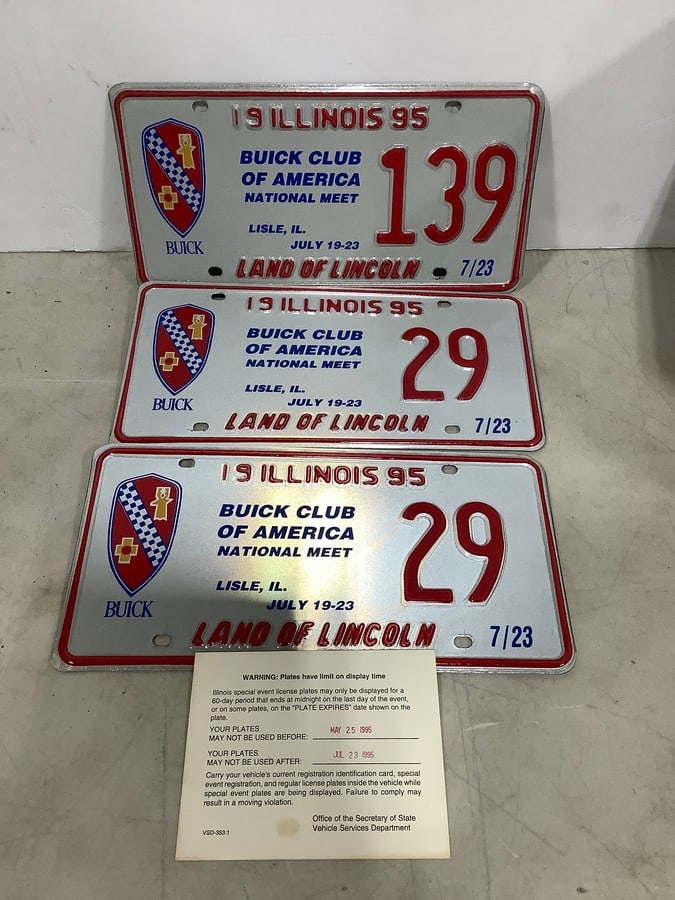 19 ILLINOIS 95
BUICK CLUB
OF AMERICA
NATIONAL MEET
139
LISLE, IL.
JULY 19-23
BUICK
LAND OF LINCOLN
7/23
19 ILLINOIS 95
BUICK CLUB
OF AMERICA
NATIONAL MEET
29
LISLE, IL.
JULY 19-23
BUICK
LAND OF LINCOLN
7/23
19 ILLINOIS 95
BUICK CLUB
OF AMERICA
NATIONAL MEET
29
LISLE, IL.
JULY 19-23
BUICK
LAND OF LINCOLN
7/23
WARNING: Plates have limit on display time
Illinois special event license plates may only be displayed for a
60-day period that ends at midnight on the last day of the event,
or on some plates, on the "PLATE EXPIRES" date shown on the
plate.
YOUR PLATES
MAY NOT BE USED BEFORE: MAY 25 1995
YOUR PLATES
MAY NOT BE USED AFTER: JUL 23 1995
Carry your vehicle's current registration identification card, special
event registration, and regular license plates inside the vehicle while
special event plates are being displayed. Failure to comply may
result in a moving violation.
Office of the Secretary of State
Vehicle Services Department
VSD-353.1